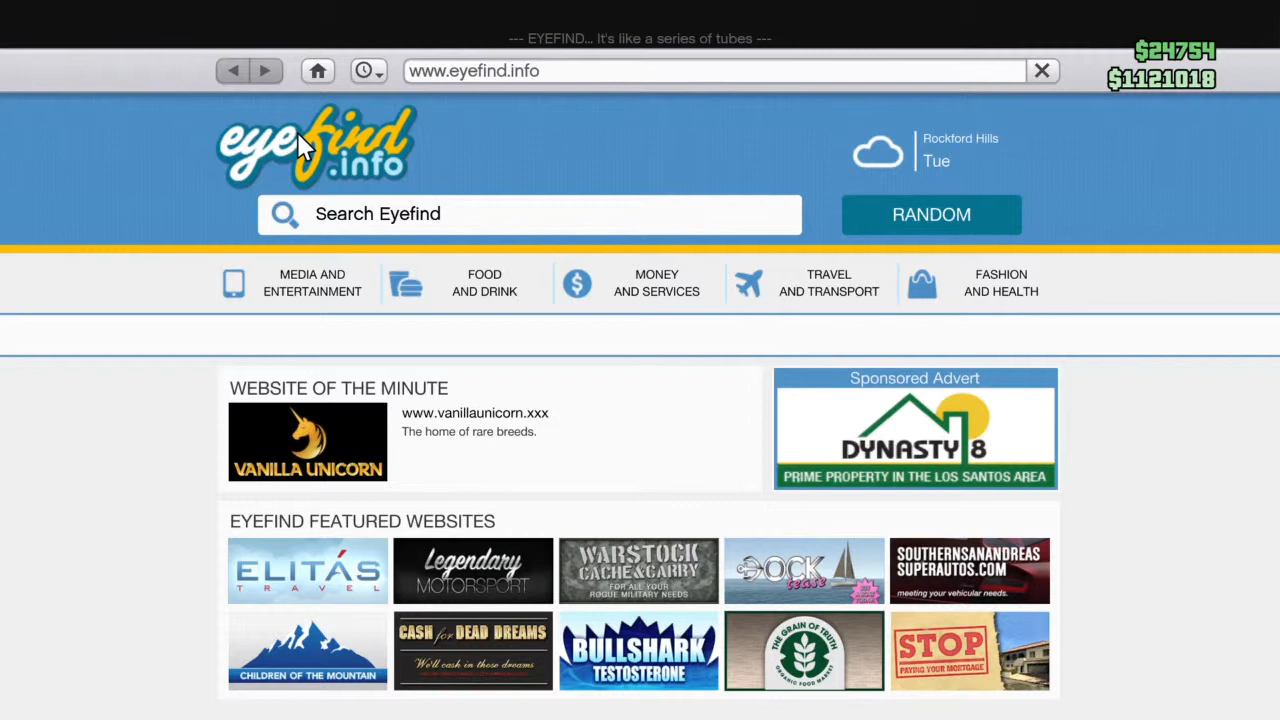 --- EYEFIND... It's like a series of tubes ---
$24754
www.eyefind.info
$1121018
eyefind
.info
Rockford Hills
Tue
Search Eyefind
RANDOM
MEDIA AND
ENTERTAINMENT
FOOD
AND DRINK
MONEY
AND SERVICES
TRAVEL
AND TRANSPORT
FASHION
AND HEALTH
WEBSITE OF THE MINUTE
VANILLA UNICORN
www.vanillaunicorn.xxx
The home of rare breeds.
Sponsored Advert
DYNASTY 8
PRIME PROPERTY IN THE LOS SANTOS AREA
EYEFIND FEATURED WEBSITES
ELITÁS
TRAVEL
Legendary
MOTORSPORT
WARSTOCK
CACHE & CARRY
FOR ALL YOUR
ROGUE MILITARY NEEDS
DOCK
tease
SOUTHERNSANANDREAS
SUPERAUTOS.COM
meeting your vehicular needs.
CHILDREN OF THE MOUNTAIN
CASH for DEAD DREAMS
We'll cash in those dreams
BULLSHARK
TESTOSTERONE
THE GRAIN OF TRUTH
ORGANIC FOOD MARKET
STOP
PAYING YOUR MORTGAGE